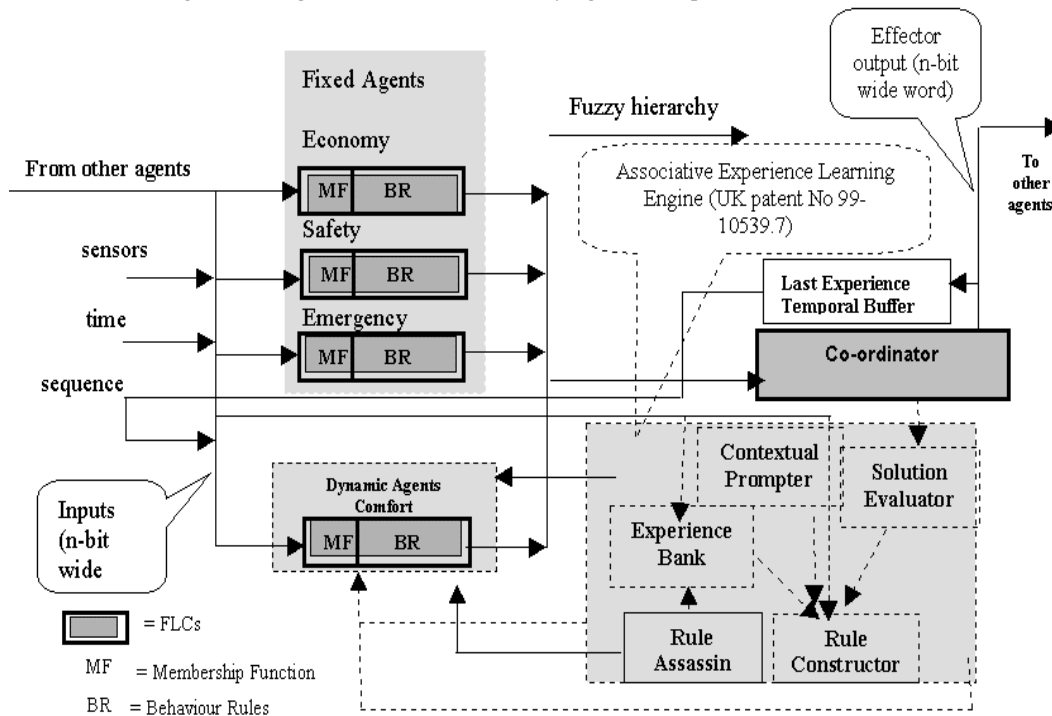 Fixed Agents
Economy
MF BR
Safety
MF BR
Emergency
MF BR
From other agents
sensors
time
sequence
Inputs
(n-bit
wide
Dynamic Agents
Comfort
MF BR
Fuzzy hierarchy
Associative Experience Learning
Engine (UK patent No 99-
10539.7)
Effector
output (n-bit
wide word)
To
other
agents
Last Experience
Temporal Buffer
Co-ordinator
Contextual
Prompter
Solution
Evaluator
Experience
Bank
Rule
Assassin
Rule
Constructor
= FLCs
MF = Membership Function
BR = Behaviour Rules